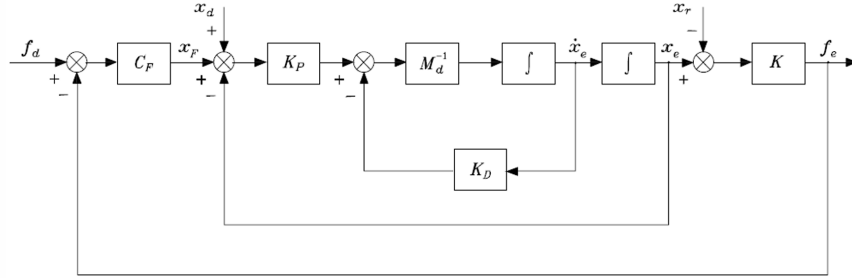 x_d
x_r
f_d
C_F
x_F
K_P
M_d^{-1}
∫
ẋ_e
∫
x_e
K
f_e
+
−
+
+
−
+
−
+
−
K_D